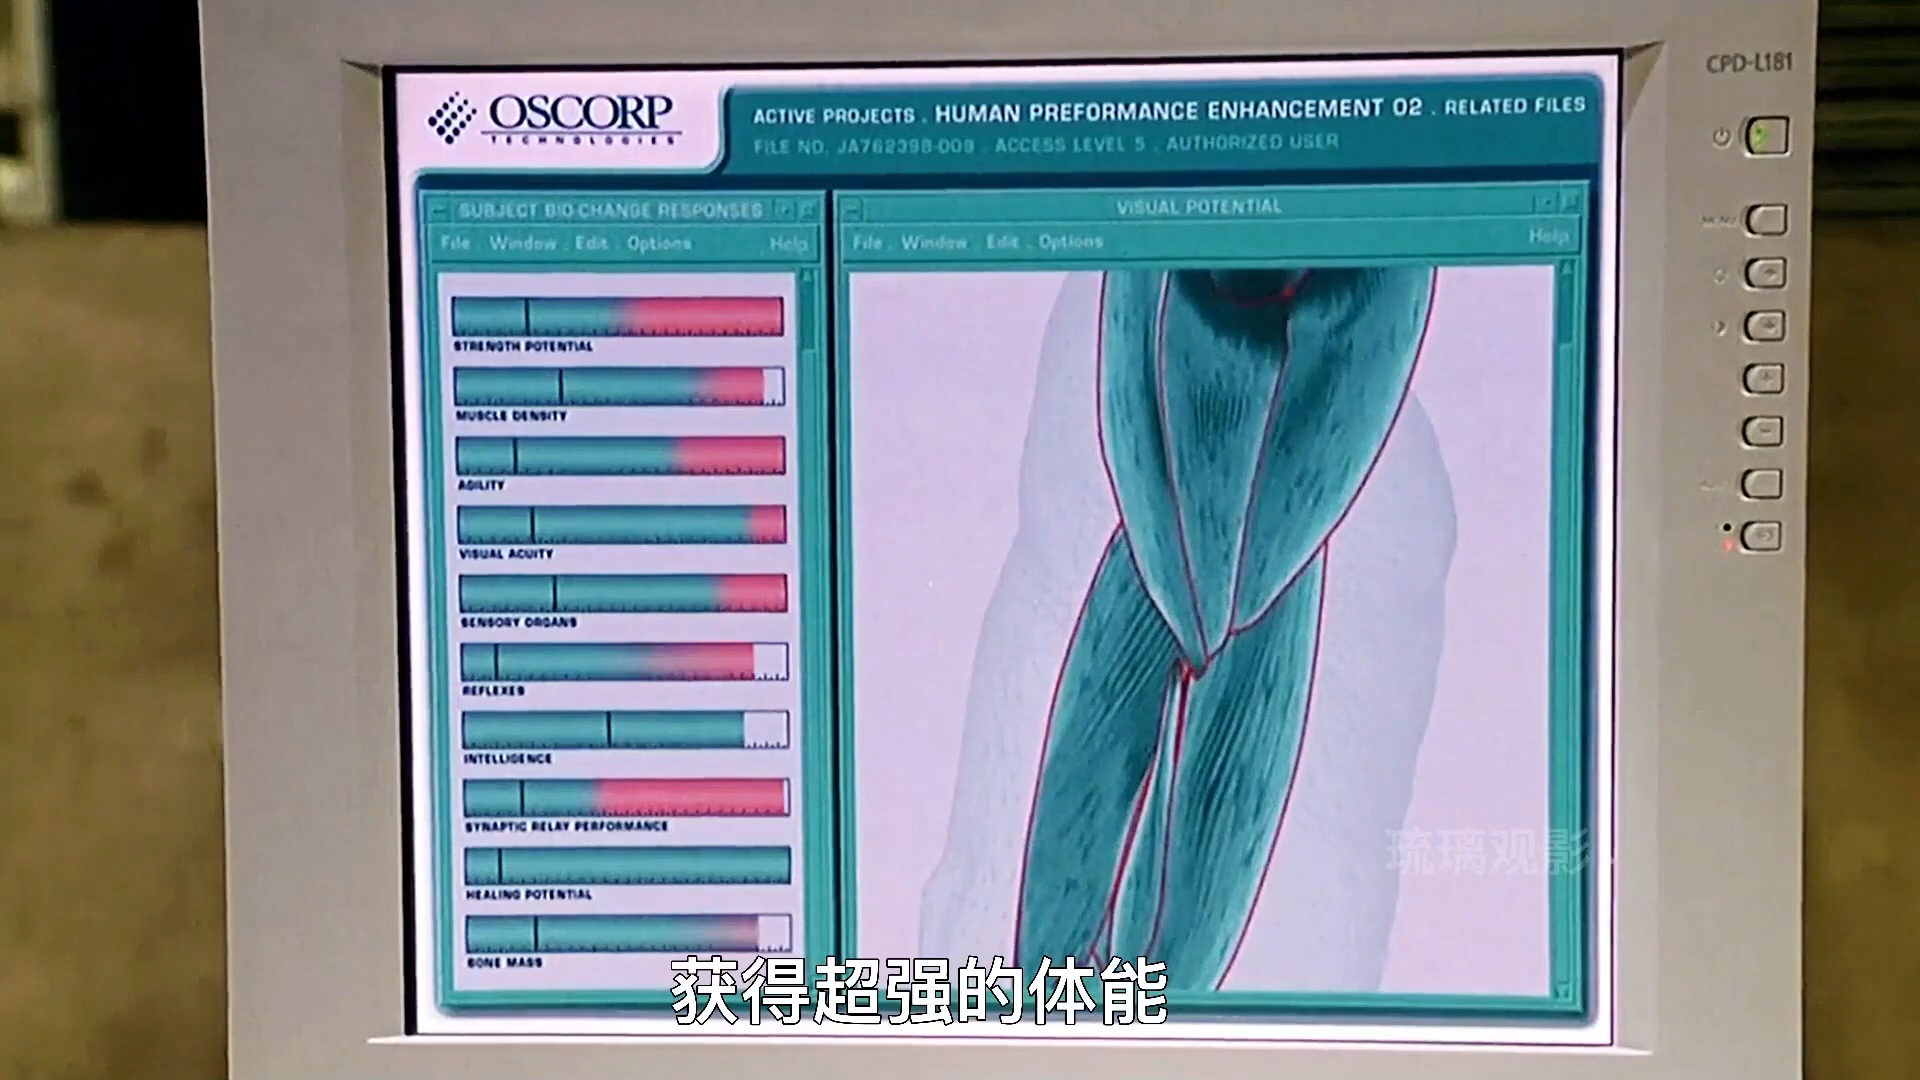 CPD-L181
OSCORP
TECHNOLOGIES
ACTIVE PROJECTS . HUMAN PREFORMANCE ENHANCEMENT 02 . RELATED FILES
FILE NO. JA76239B-009 . ACCESS LEVEL 5 . AUTHORIZED USER
SUBJECT BIO CHANGE RESPONSES
File . Window . Edit . Options Help
STRENGTH POTENTIAL
MUSCLE DENSITY
AGILITY
VISUAL ACUITY
SENSORY ORGANS
REFLEXES
INTELLIGENCE
SYNAPTIC RELAY PERFORMANCE
HEALING POTENTIAL
BONE MASS
VISUAL POTENTIAL
File . Window . Edit . Options Help
琉璃观影
获得超强的体能